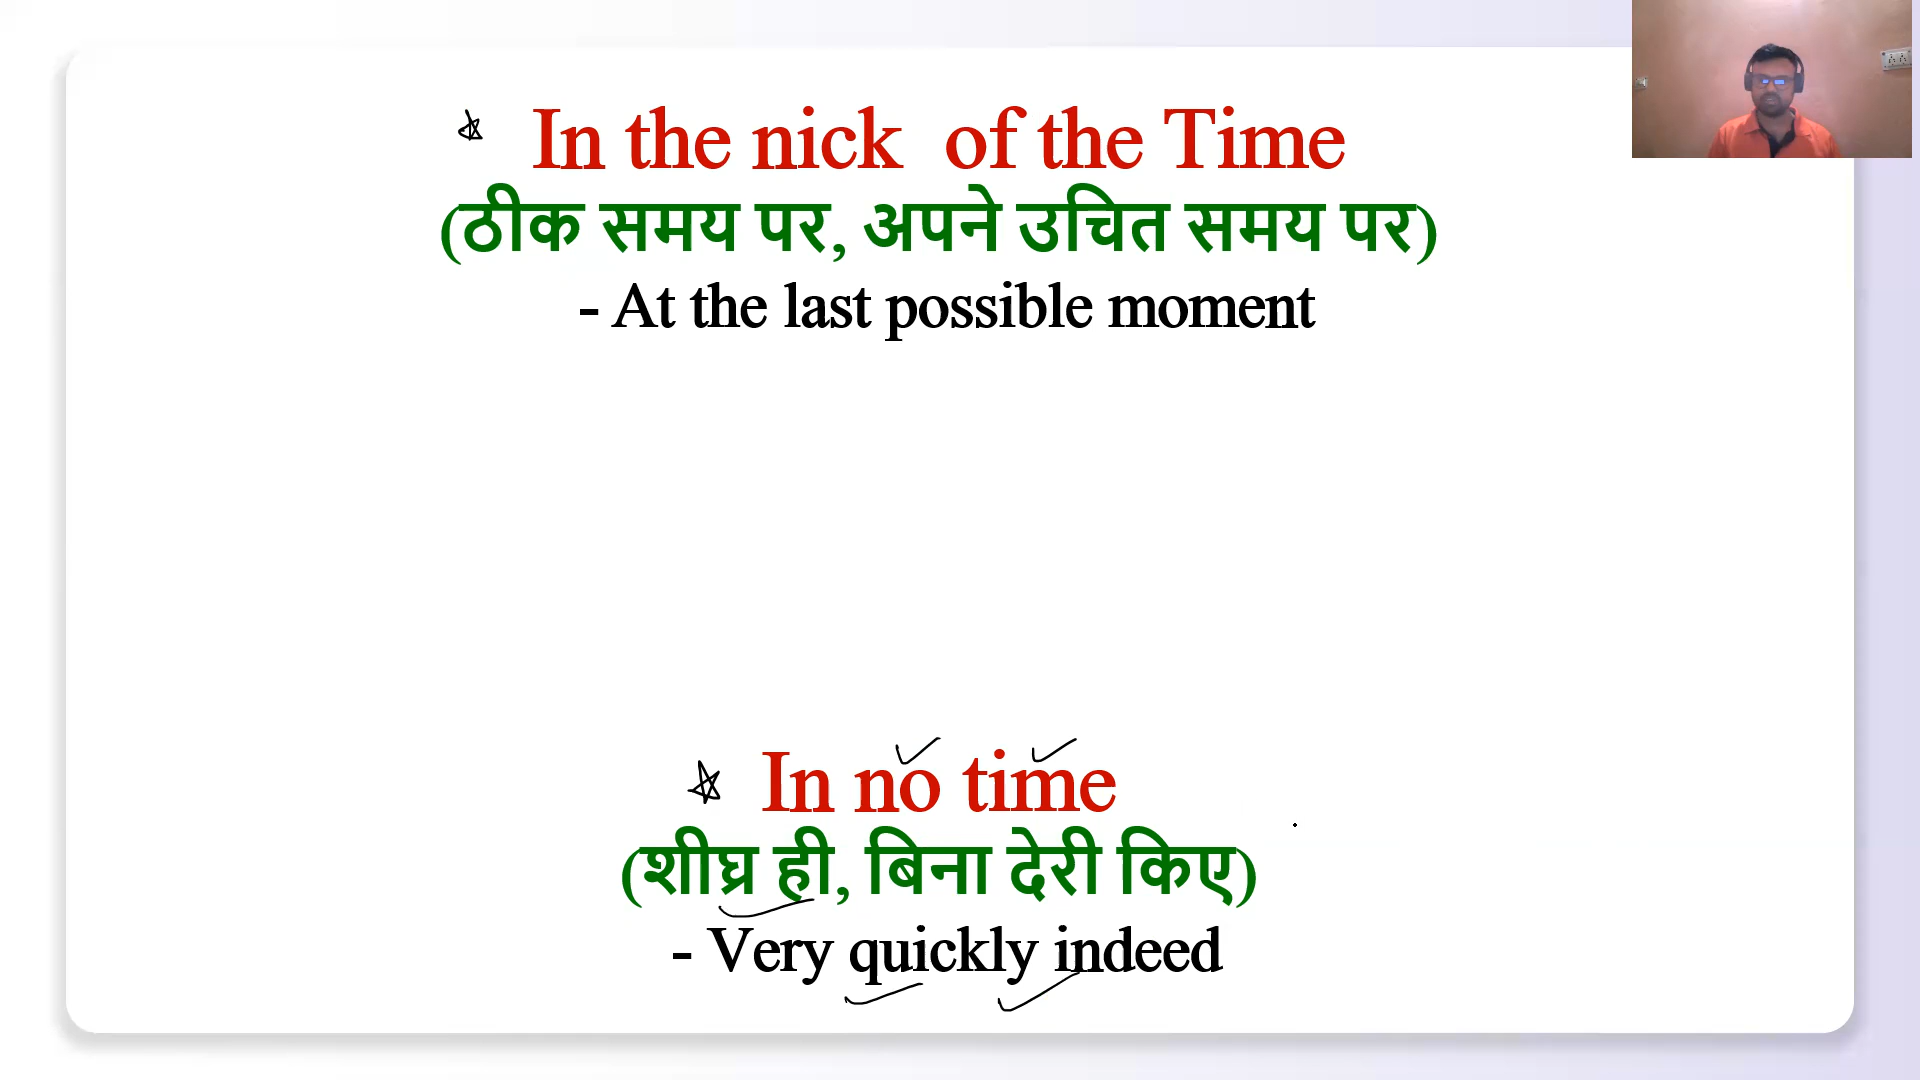 In the nick of the Time
(ठीक समय पर, अपने उचित समय पर)
- At the last possible moment
In no time
(शीघ्र ही, बिना देरी किए)
- Very quickly indeed